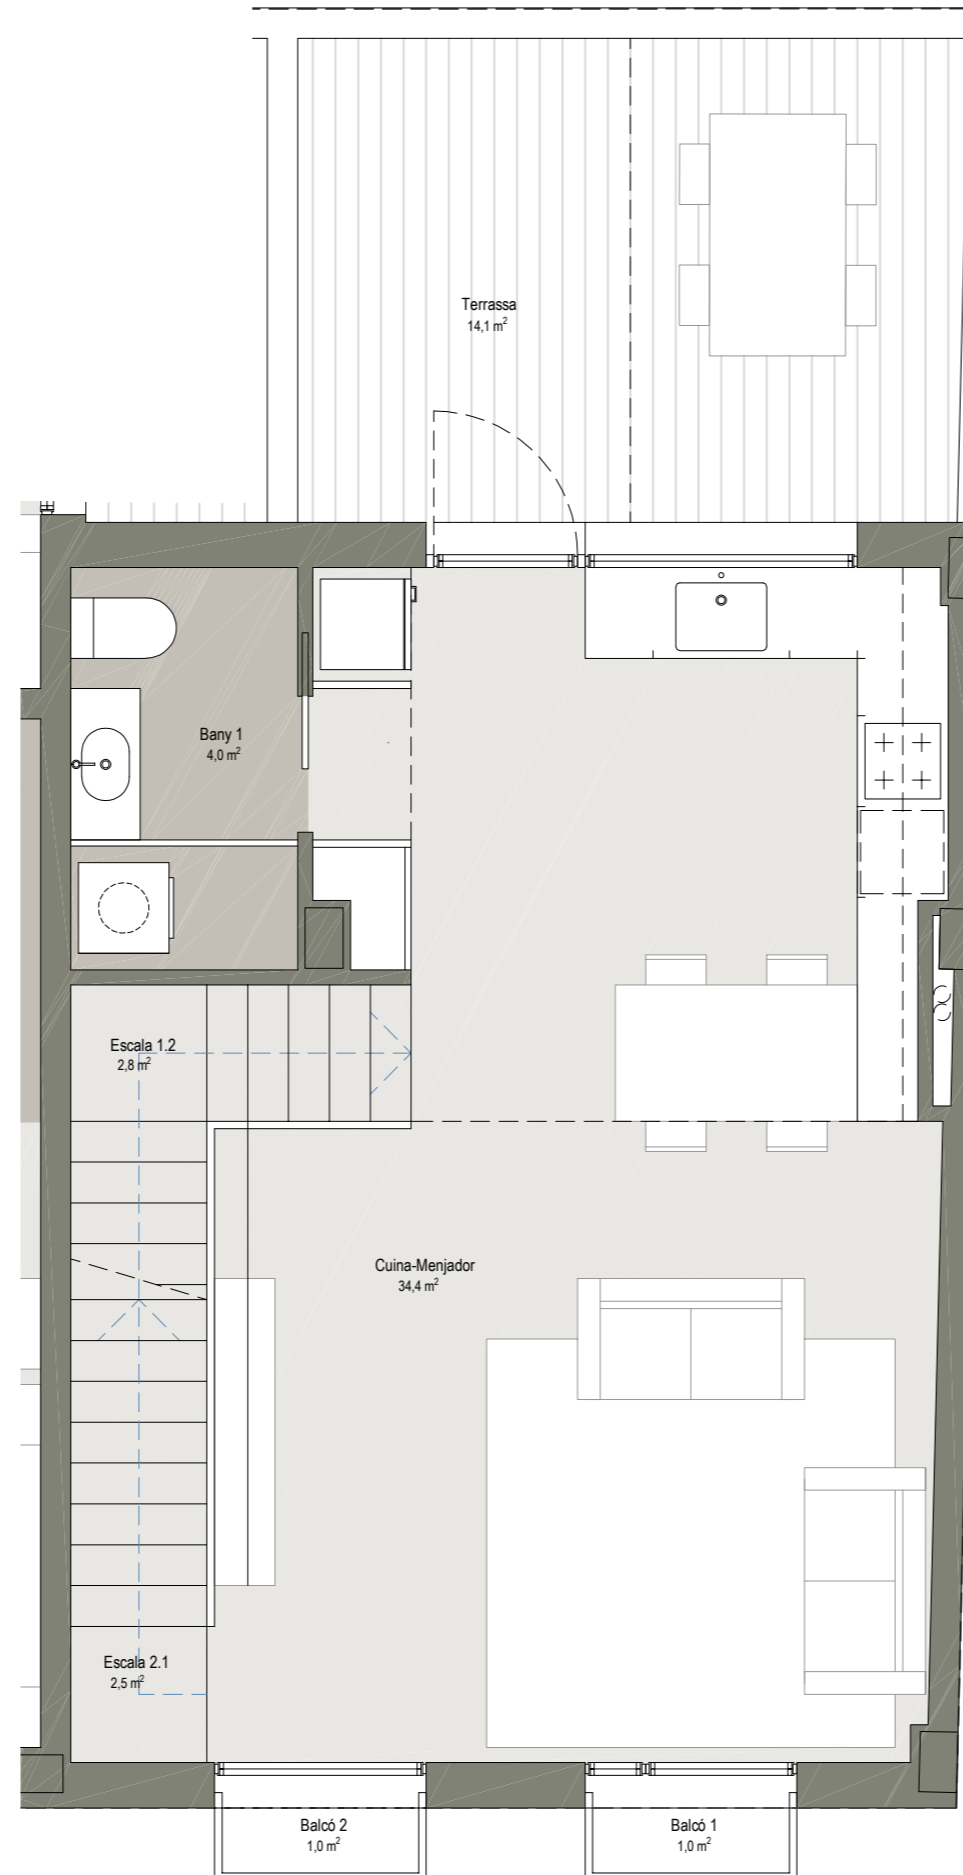 Terrassa
14,1 m²
Bany 1
4,0 m²
Escala 1.2
2,8 m²
Cuina-Menjador
34,4 m²
Escala 2.1
2,5 m²
Balcó 2
1,0 m²
Balcó 1
1,0 m²